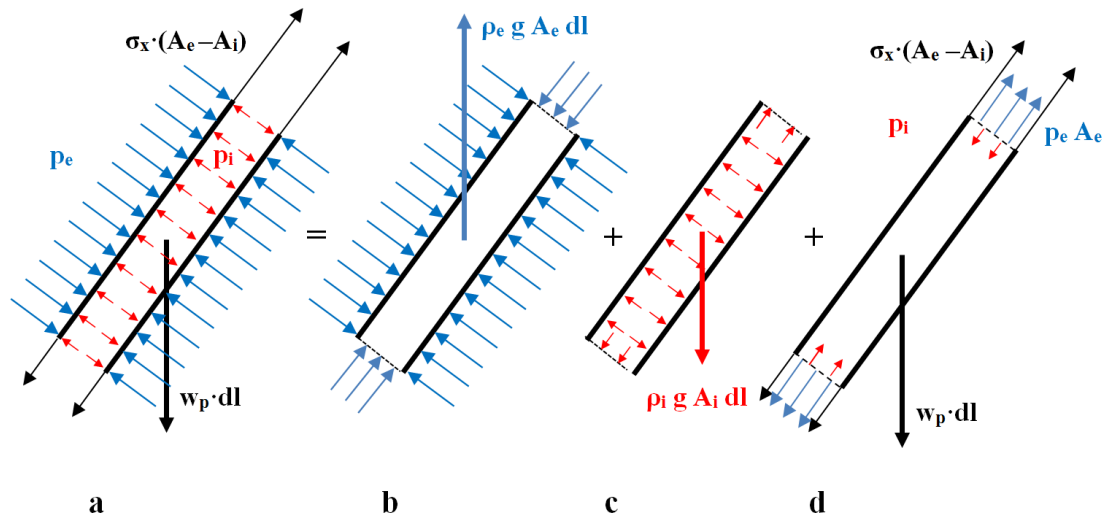 σₓ·(Aₑ–Aᵢ)
pₑ
pᵢ
wₚ·dl
a
=
ρₑ g Aₑ dl
b
+
ρᵢ g Aᵢ dl
c
+
σₓ·(Aₑ –Aᵢ)
pᵢ
pₑ Aₑ
wₚ·dl
d